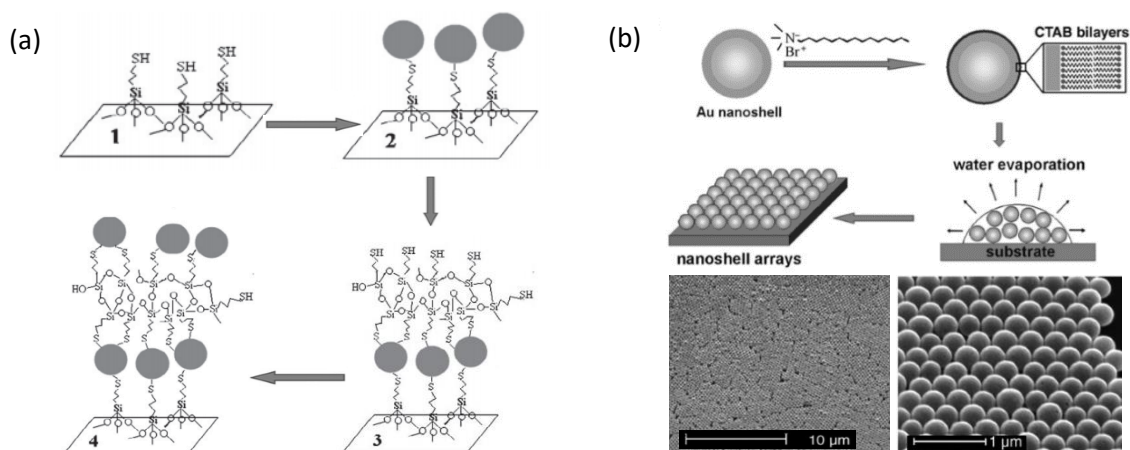 (a)
SH
SH
SH
Si
Si
Si
1
S
S
S
Si
Si
Si
2
SH
SH
SH
SH
HO
SH
S
S
S
Si
Si
Si
3
S
S
S
S
HO
SH
S
S
S
Si
Si
Si
4
(b)
N⁻
Br⁺
CTAB bilayers
Au nanoshell
water evaporation
substrate
nanoshell arrays
10 µm
1 µm